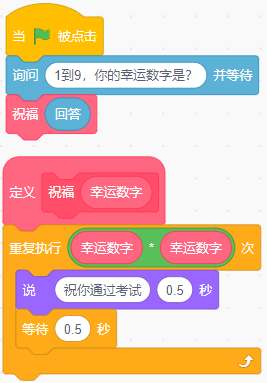 当 被点击
询问 1到9，你的幸运数字是？ 并等待
祝福 回答
定义 祝福 幸运数字
重复执行 幸运数字 * 幸运数字 次
说 祝你通过考试 0.5 秒
等待 0.5 秒